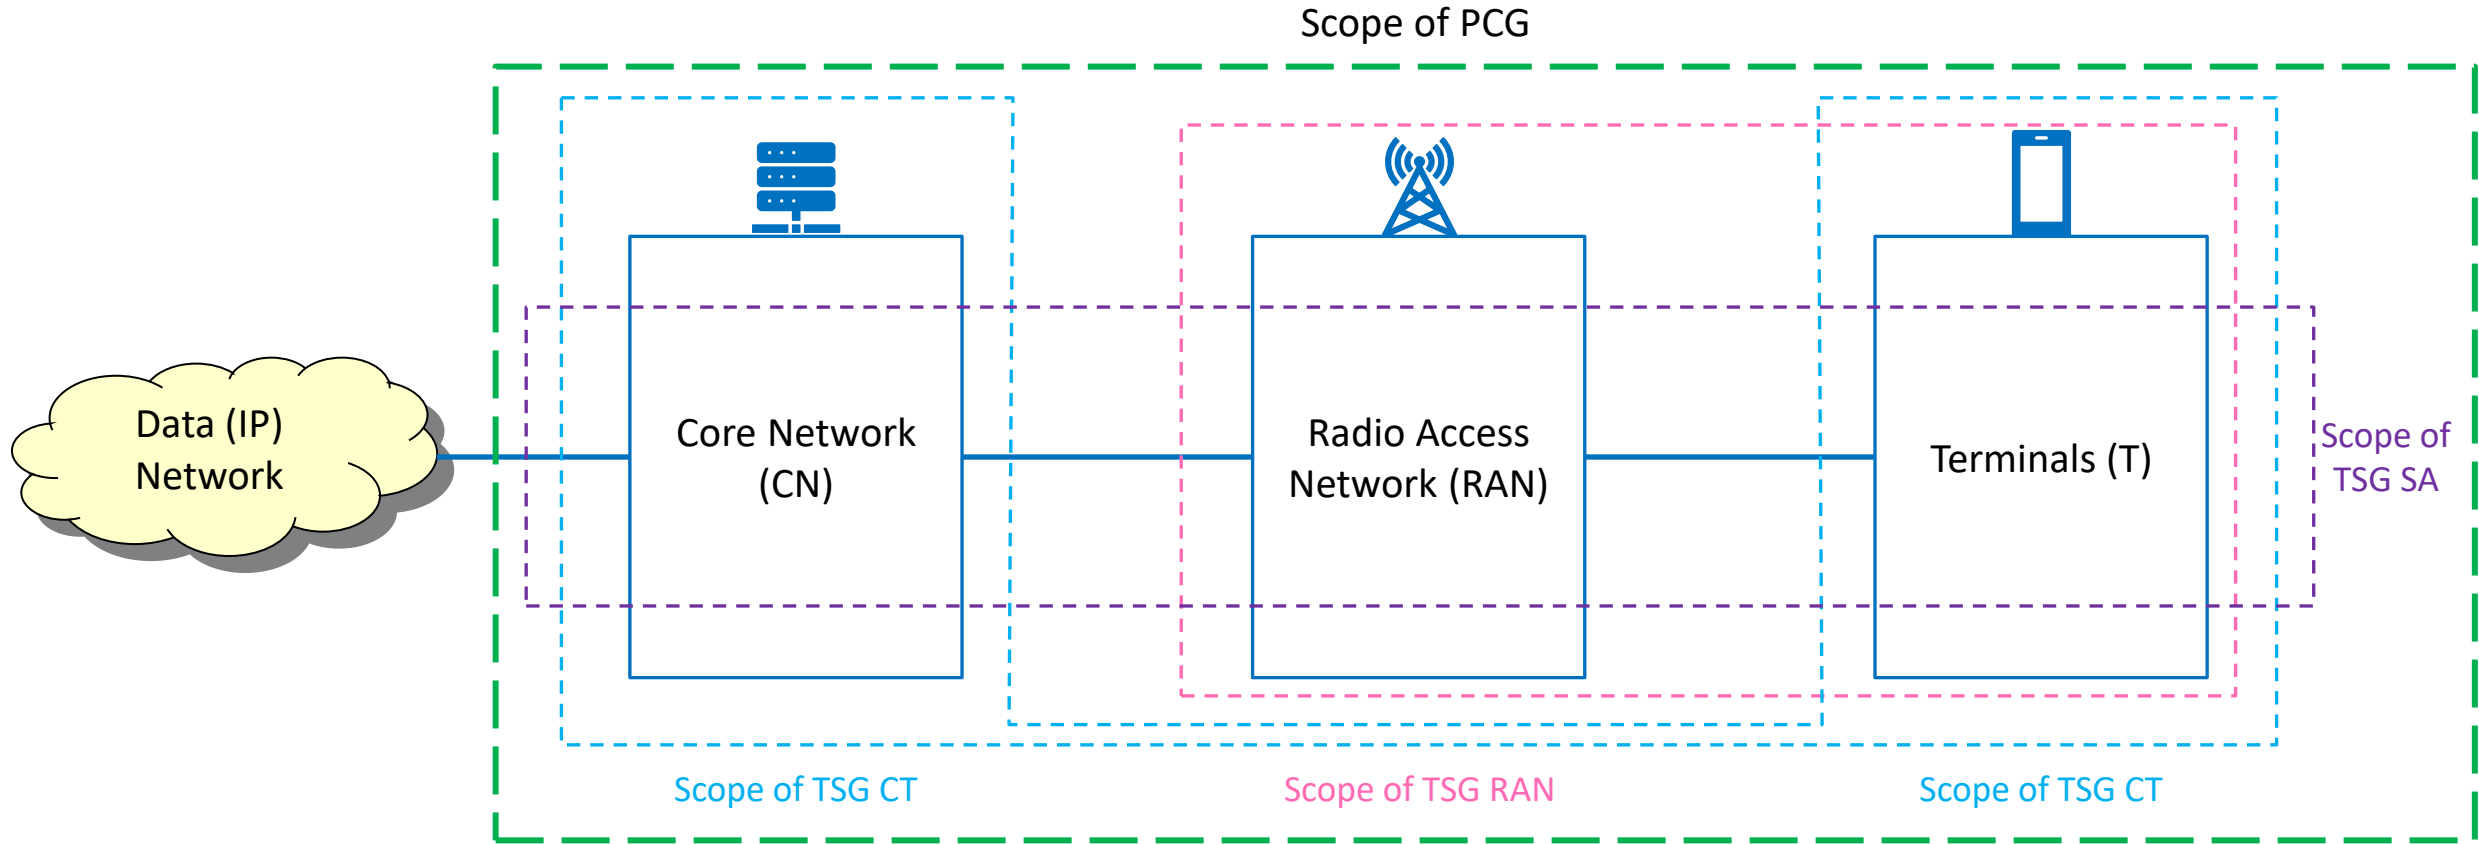 Scope of PCG
Data (IP)
Network
Core Network
(CN)
Radio Access
Network (RAN)
Terminals (T)
Scope of
TSG SA
Scope of TSG CT
Scope of TSG RAN
Scope of TSG CT